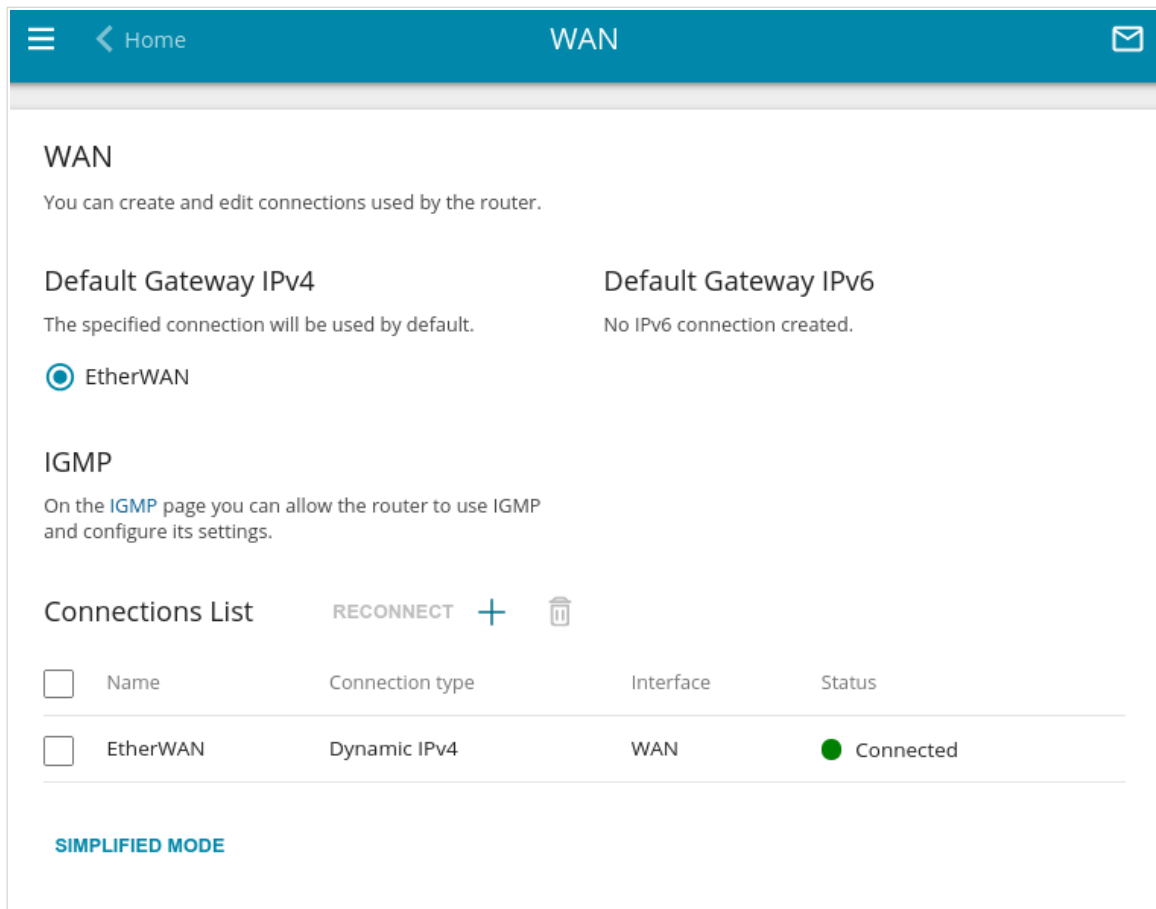 Home
WAN
WAN
You can create and edit connections used by the router.
Default Gateway IPv4
The specified connection will be used by default.
EtherWAN
Default Gateway IPv6
No IPv6 connection created.
IGMP
On the IGMP page you can allow the router to use IGMP
and configure its settings.
Connections List RECONNECT
Name Connection type Interface Status
EtherWAN Dynamic IPv4 WAN Connected
SIMPLIFIED MODE